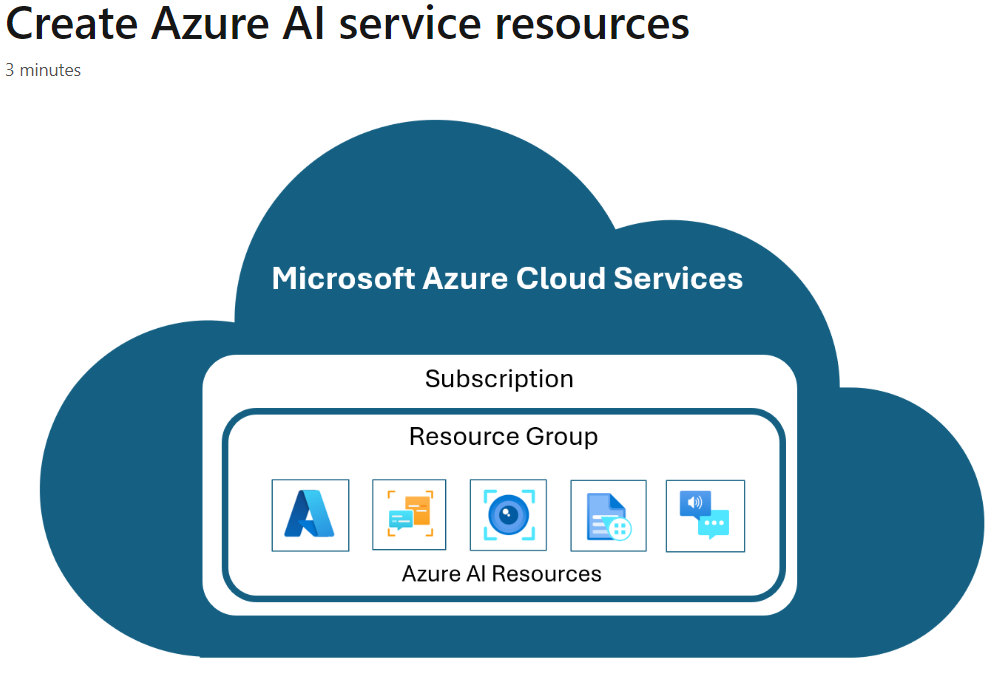 Create Azure AI service resources
3 minutes
Microsoft Azure Cloud Services
Subscription
Resource Group
Azure AI Resources